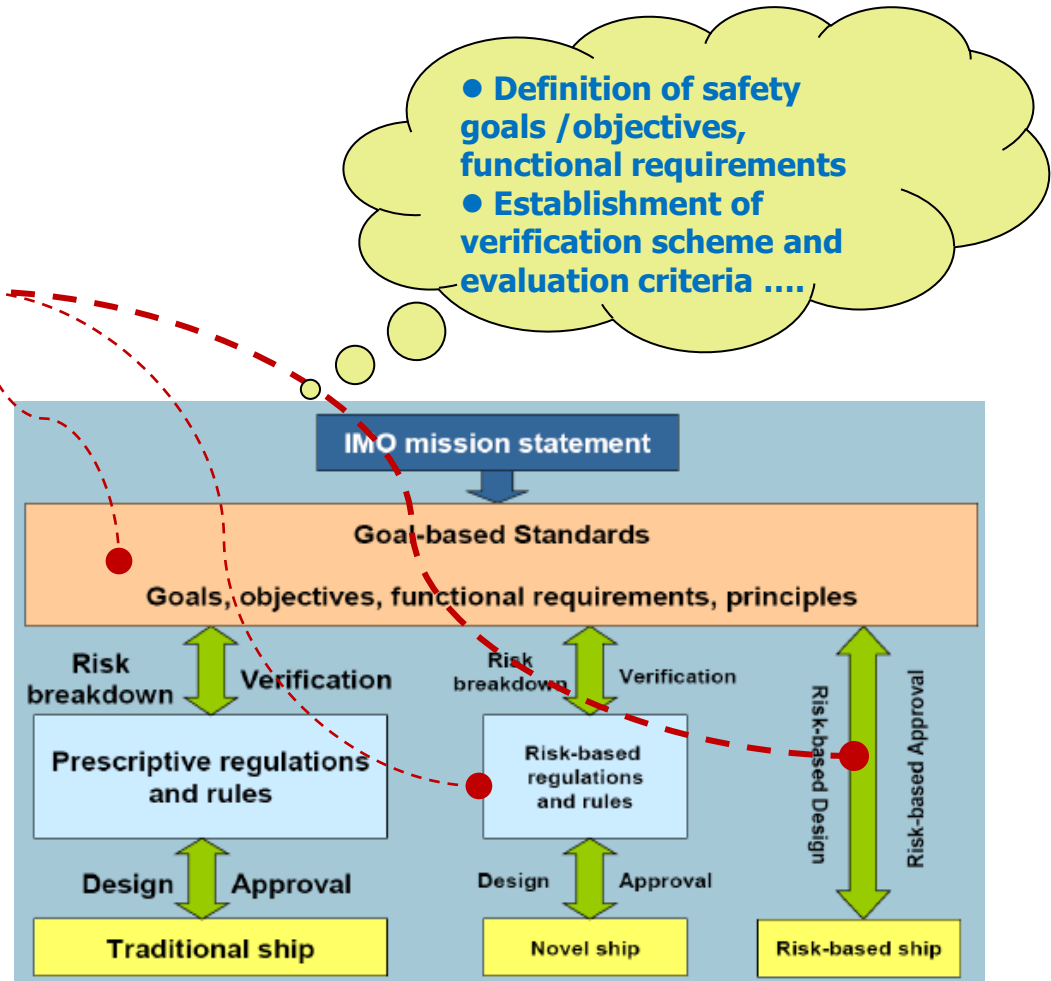 ● Definition of safety
goals /objectives,
functional requirements
● Establishment of
verification scheme and
evaluation criteria ....
IMO mission statement
Goal-based Standards
Goals, objectives, functional requirements, principles
Risk
breakdown
Verification
Risk
breakdown
Verification
Risk-based Design
Risk-based Approval
Prescriptive regulations
and rules
Risk-based
regulations
and rules
Design
Approval
Design
Approval
Traditional ship
Novel ship
Risk-based ship